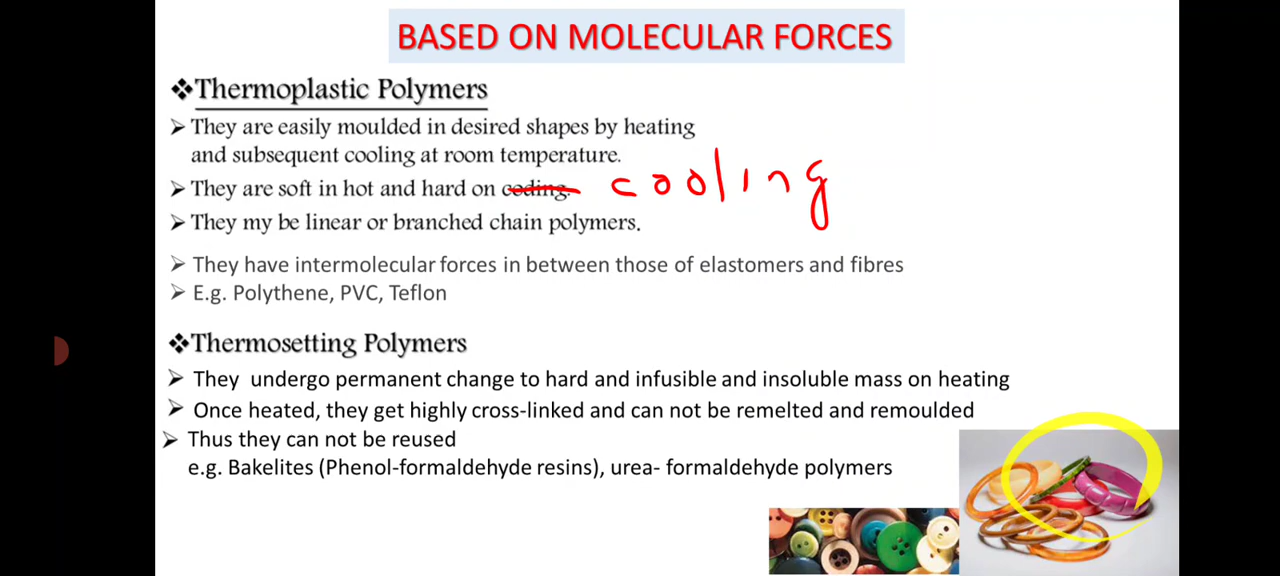 BASED ON MOLECULAR FORCES
❖Thermoplastic Polymers
➢ They are easily moulded in desired shapes by heating
and subsequent cooling at room temperature.
➢ They are soft in hot and hard on coding. cooling
➢ They my be linear or branched chain polymers.
➢ They have intermolecular forces in between those of elastomers and fibres
➢ E.g. Polythene, PVC, Teflon
❖Thermosetting Polymers
➢ They undergo permanent change to hard and infusible and insoluble mass on heating
➢ Once heated, they get highly cross-linked and can not be remelted and remoulded
➢ Thus they can not be reused
e.g. Bakelites (Phenol-formaldehyde resins), urea- formaldehyde polymers